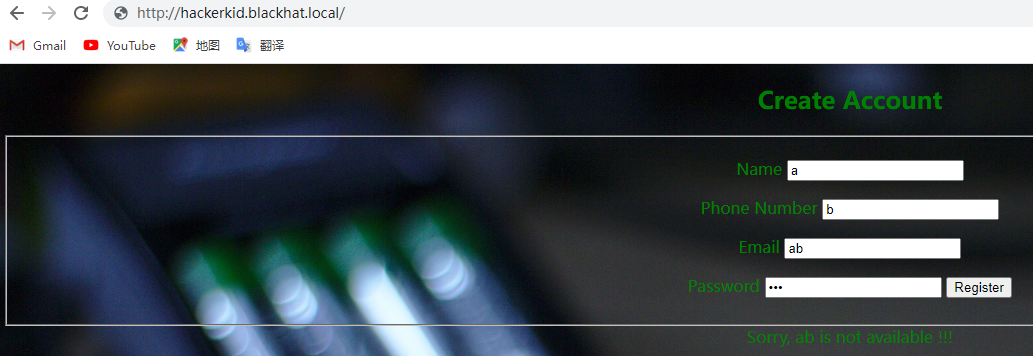 http://hackerkid.blackhat.local/
Gmail YouTube 地图 翻译
Create Account
Name a
Phone Number b
Email ab
Password ••• Register
Sorry, ab is not available !!!